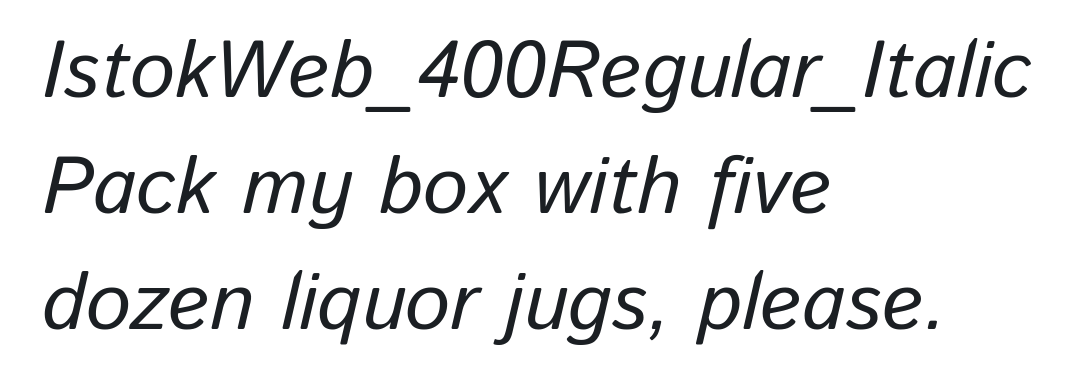 IstokWeb_400Regular_Italic
Pack my box with five
dozen liquor jugs, please.